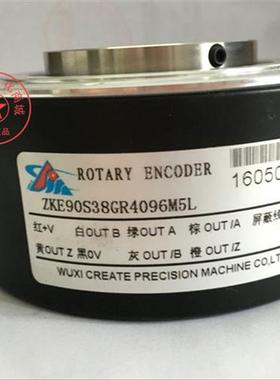 ROTARY ENCODER
16050
ZKE90S38GR4096M5L
红+V 白OUT B 绿OUT A 棕OUT /A 屏蔽线
黄OUT Z 黑0V 灰OUT /B 橙OUT /Z
WUXI CREATE PRECISION MACHINE CO,LT